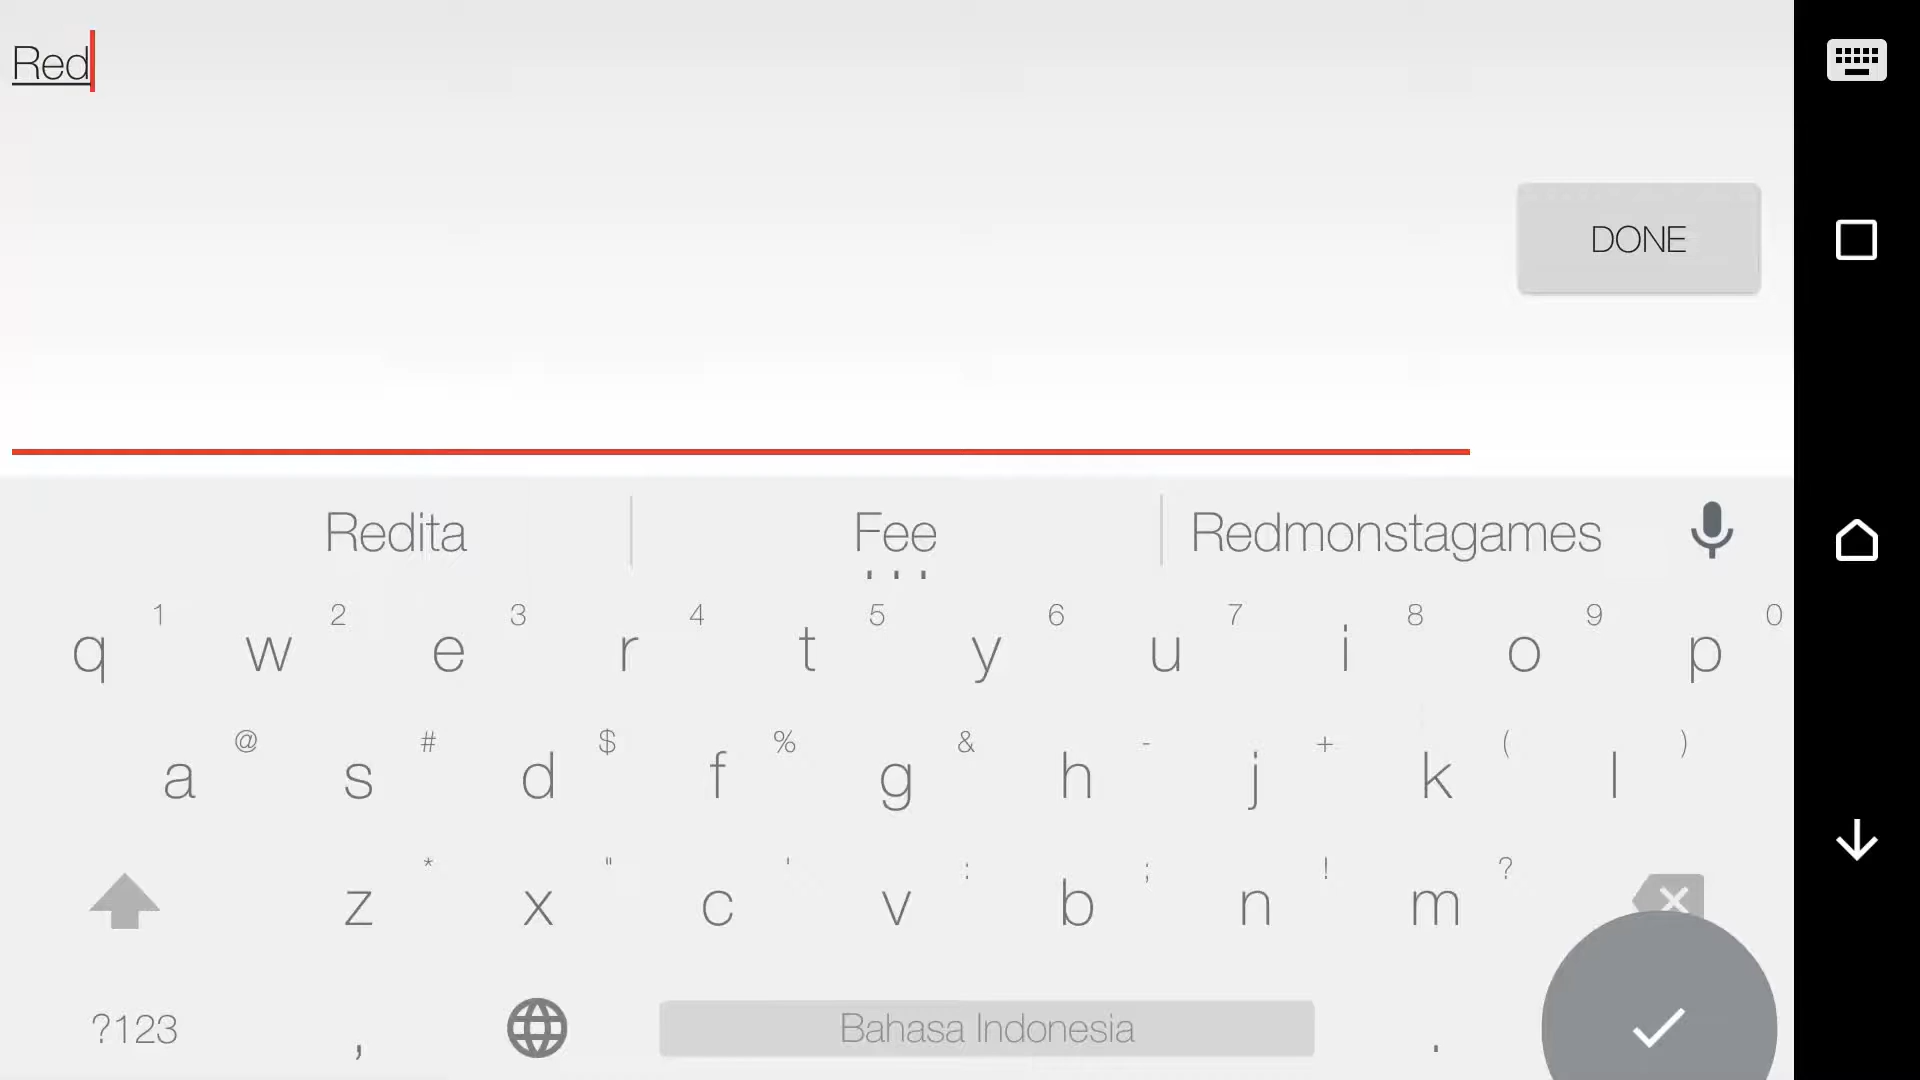 Red
DONE
Redita Fee Redmonstagames
...
1 2 3 4 5 6 7 8 9 0
q w e r t y u i o p
@ # $ % & - + ( )
a s d f g h j k l
* " ' : ; ! ?
z x c v b n m
?123 , Bahasa Indonesia .